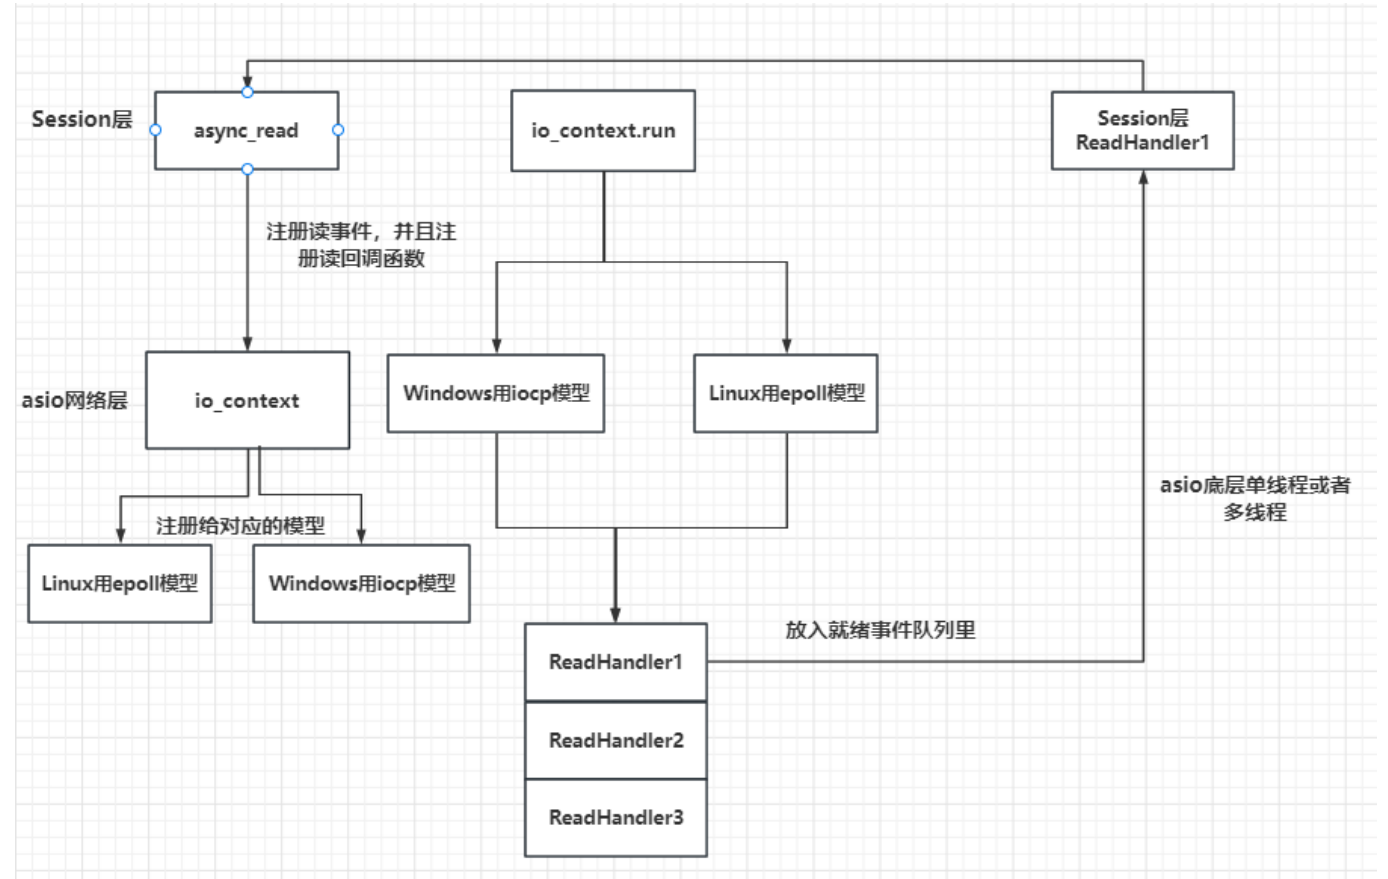 Session层
async_read
io_context.run
Session层
ReadHandler1
注册读事件，并且注
册读回调函数
asio网络层
io_context
Windows用iocp模型
Linux用epoll模型
注册给对应的模型
Linux用epoll模型
Windows用iocp模型
asio底层单线程或者
多线程
放入就绪事件队列里
ReadHandler1
ReadHandler2
ReadHandler3